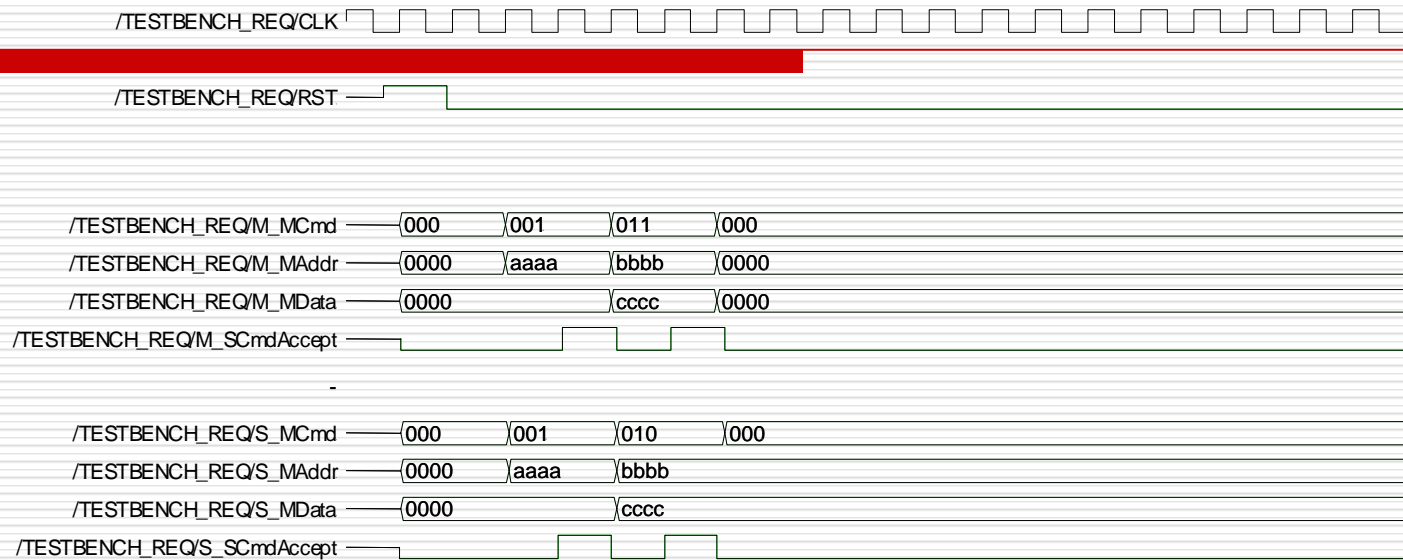 /TESTBENCH_REQ/CLK
/TESTBENCH_REQ/RST
/TESTBENCH_REQ/M_MCmd 000 001 011 000
/TESTBENCH_REQ/M_MAddr 0000 aaaa bbbb 0000
/TESTBENCH_REQ/M_MData 0000 cccc 0000
/TESTBENCH_REQ/M_SCmdAccept
-
/TESTBENCH_REQ/S_MCmd 000 001 010 000
/TESTBENCH_REQ/S_MAddr 0000 aaaa bbbb
/TESTBENCH_REQ/S_MData 0000 cccc
/TESTBENCH_REQ/S_SCmdAccept